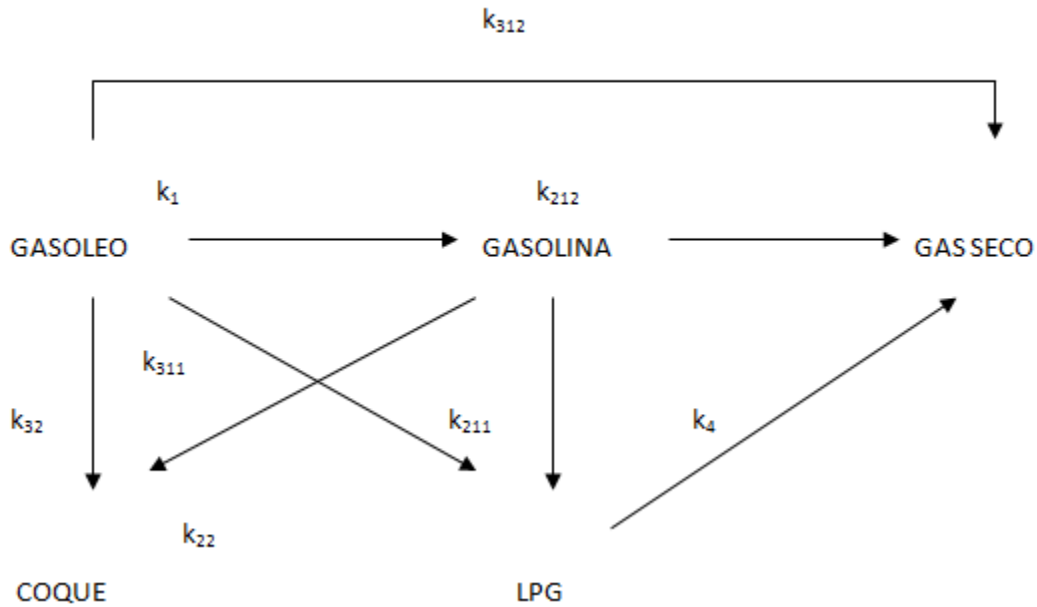 k312
k1
k212
GASOLEO
GASOLINA
GAS SECO
k311
k32
k211
k4
k22
COQUE
LPG